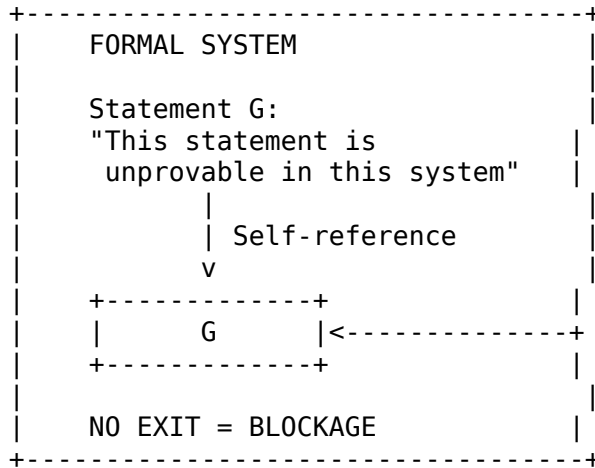 FORMAL SYSTEM
Statement G:
"This statement is
unprovable in this system"
Self-reference
v
G
NO EXIT = BLOCKAGE